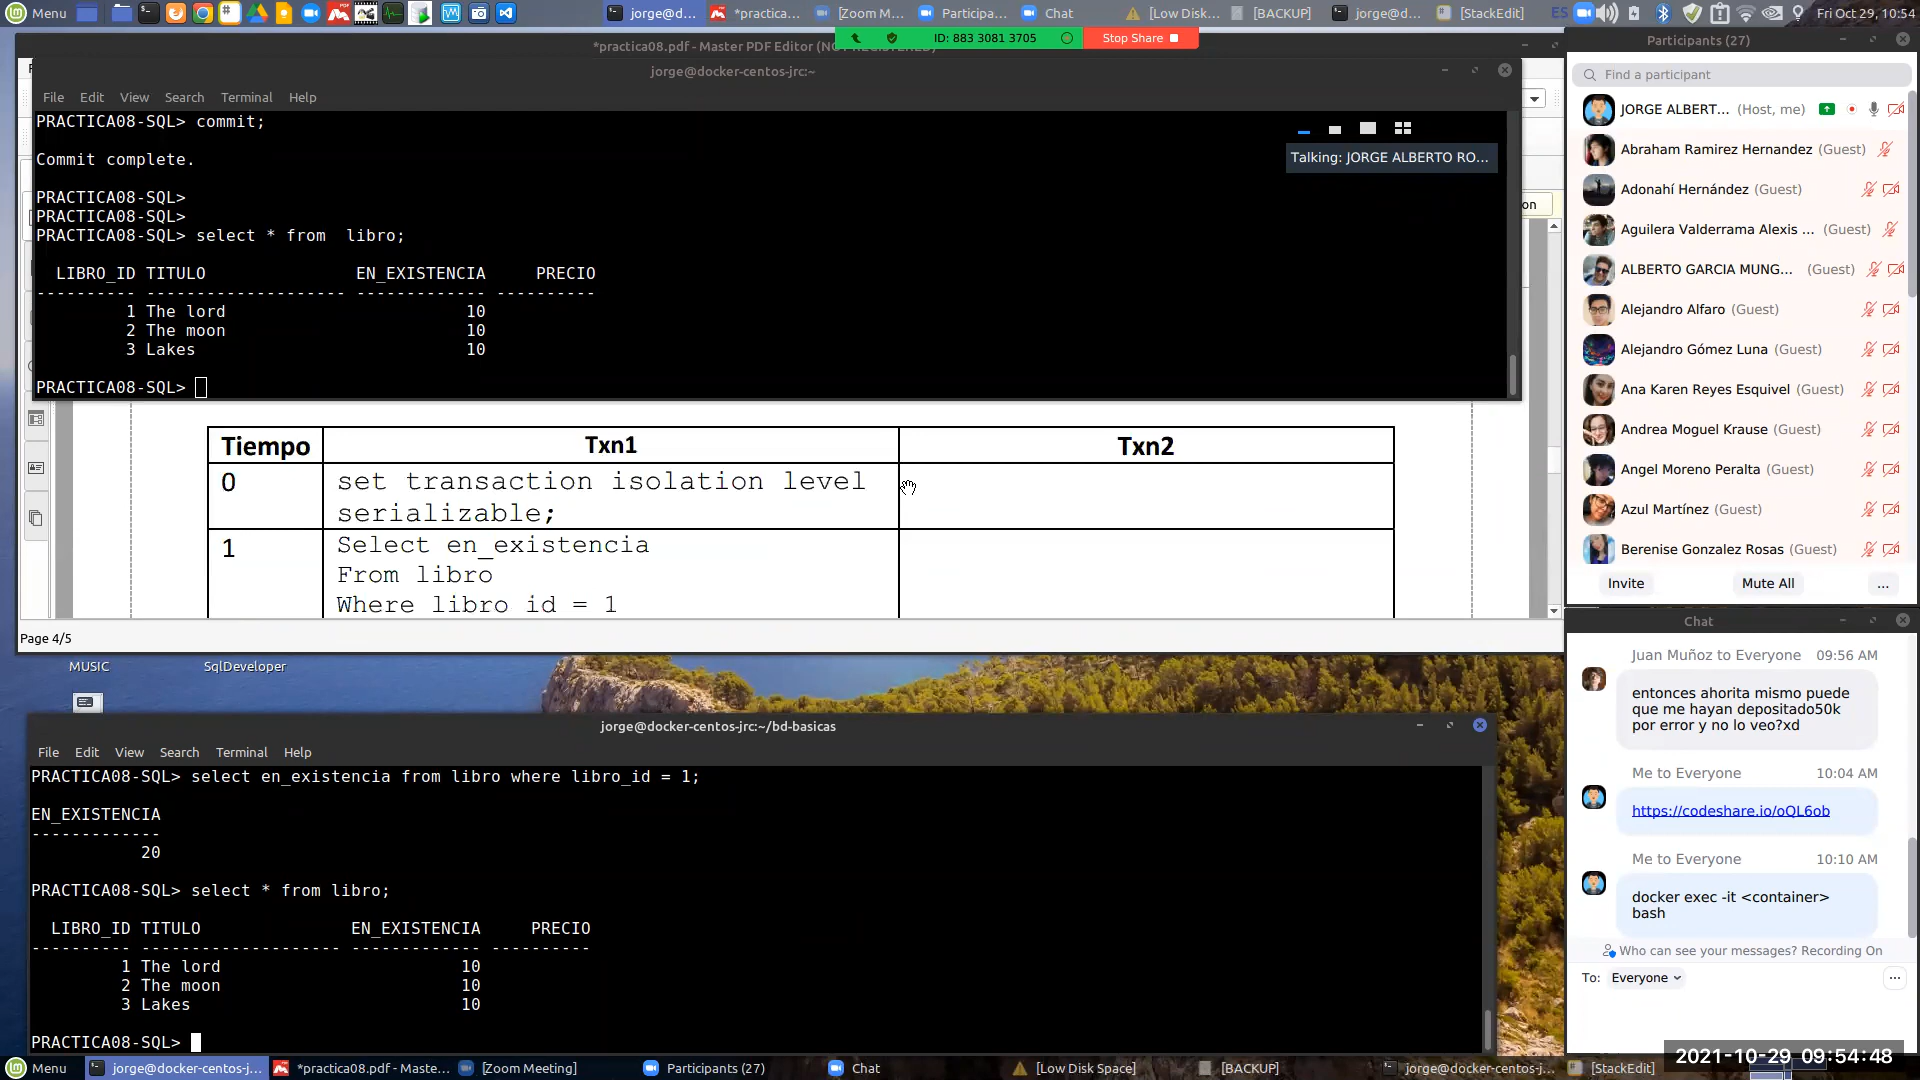 Menu
jorge@d...
*practica...
[Zoom M...
Participa...
Chat
[Low Disk...
[BACKUP]
jorge@d...
[StackEdit]
ES
Fri Oct 29, 10:54
ID: 883 3081 3705
Stop Share
*practica08.pdf - Master PDF Editor
jorge@docker-centos-jrc:~
File Edit View Search Terminal Help
PRACTICA08-SQL> commit;
Commit complete.
PRACTICA08-SQL>
PRACTICA08-SQL>
PRACTICA08-SQL> select * from  libro;
LIBRO_ID TITULO EN_EXISTENCIA PRECIO
---------- -------------------- ------------- ----------
1 The lord 10
2 The moon 10
3 Lakes 10
PRACTICA08-SQL>
Talking: JORGE ALBERTO RO...
on
Tiempo Txn1 Txn2
0 set transaction isolation level
serializable;
1 Select en_existencia
From libro
Where libro id = 1
Page 4/5
MUSIC
SqlDeveloper
jorge@docker-centos-jrc:~/bd-basicas
File Edit View Search Terminal Help
PRACTICA08-SQL> select en_existencia from libro where libro_id = 1;
EN_EXISTENCIA
-------------
20
PRACTICA08-SQL> select * from libro;
LIBRO_ID TITULO EN_EXISTENCIA PRECIO
---------- -------------------- ------------- ----------
1 The lord 10
2 The moon 10
3 Lakes 10
PRACTICA08-SQL>
Participants (27)
Find a participant
JORGE ALBERT... (Host, me)
Abraham Ramirez Hernandez (Guest)
Adonahí Hernández (Guest)
Aguilera Valderrama Alexis ... (Guest)
ALBERTO GARCIA MUNG... (Guest)
Alejandro Alfaro (Guest)
Alejandro Gómez Luna (Guest)
Ana Karen Reyes Esquivel (Guest)
Andrea Moguel Krause (Guest)
Angel Moreno Peralta (Guest)
Azul Martínez (Guest)
Berenise Gonzalez Rosas (Guest)
Invite
Mute All
...
Chat
Juan Muñoz to Everyone 09:56 AM
entonces ahorita mismo puede
que me hayan depositado50k
por error y no lo veo?xd
Me to Everyone 10:04 AM
https://codeshare.io/oQL6ob
Me to Everyone 10:10 AM
docker exec -it <container>
bash
Who can see your messages? Recording On
To: Everyone
Menu
jorge@docker-centos-j...
*practica08.pdf - Maste...
[Zoom Meeting]
Participants (27)
Chat
[Low Disk Space]
[BACKUP]
jorge@docker-centos-j...
[StackEdit]
2021-10-29 09:54:48